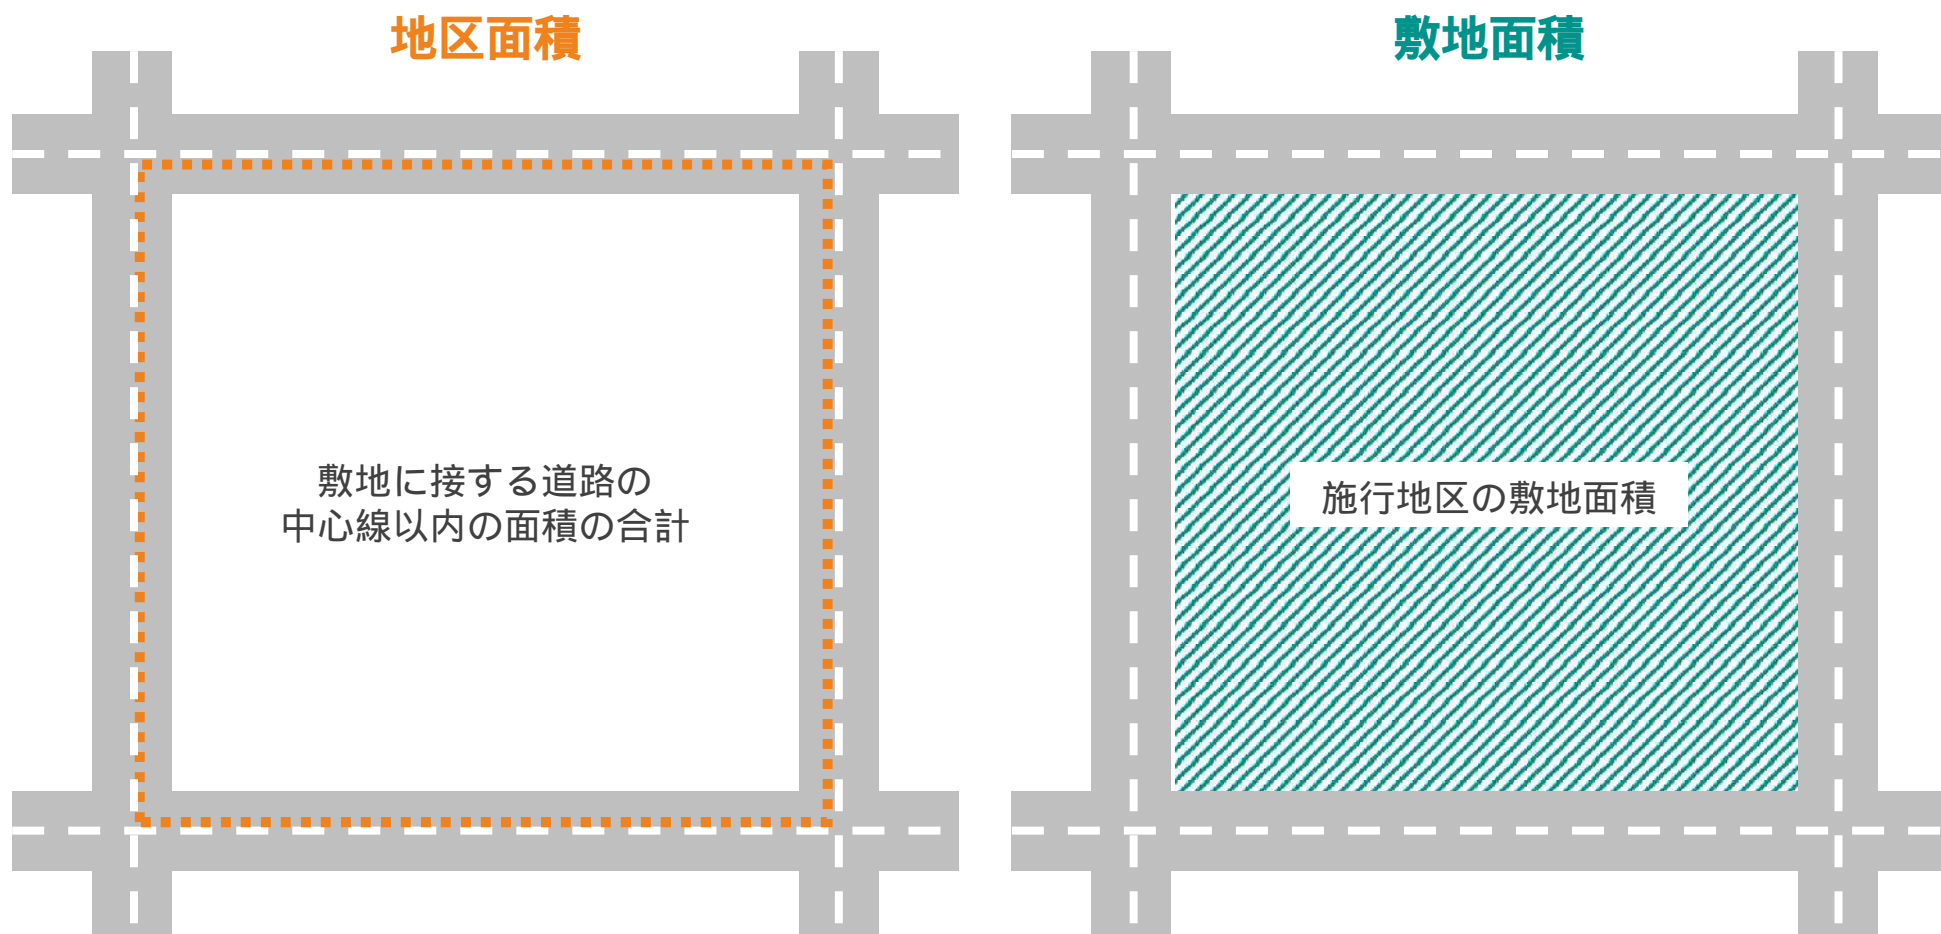 地区面積
敷地に接する道路の
中心線以内の面積の合計
敷地面積
施行地区の敷地面積